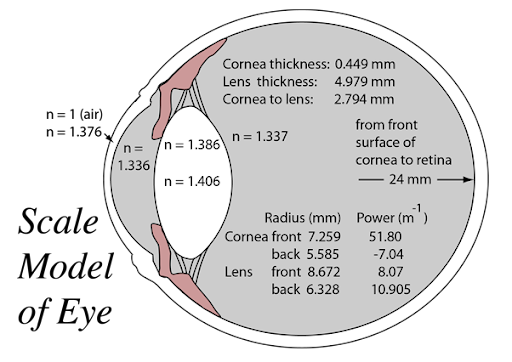 Cornea thickness: 0.449 mm
Lens thickness: 4.979 mm
Cornea to lens: 2.794 mm
n = 1 (air)
n = 1.376
n =
1.336
n = 1.386
n = 1.337
n = 1.406
from front
surface of
cornea to retina
24 mm
Radius (mm) Power (m⁻¹)
Cornea front 7.259 51.80
back 5.585 -7.04
Lens front 8.672 8.07
back 6.328 10.905
Scale
Model
of Eye